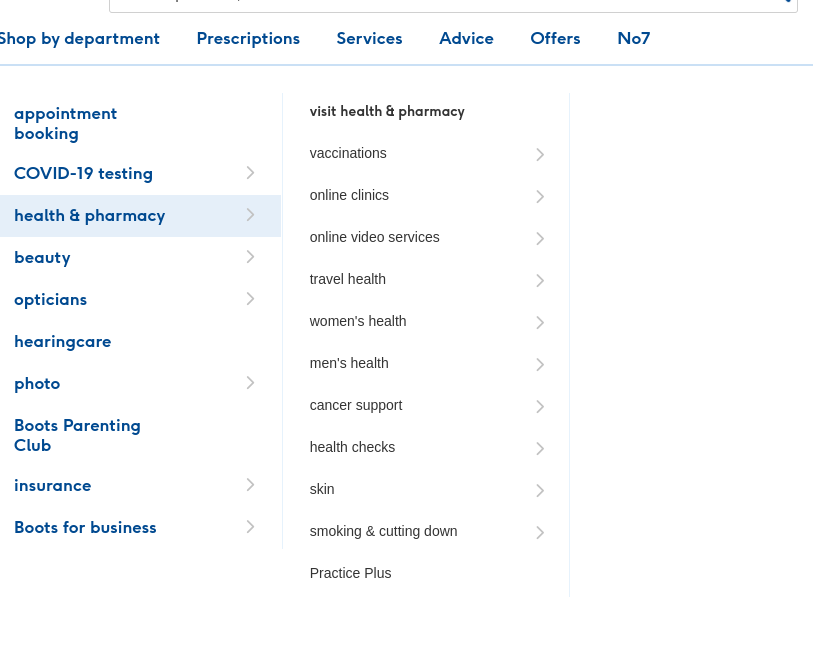 Shop by department Prescriptions Services Advice Offers No7
appointment
booking
COVID-19 testing
health & pharmacy
beauty
opticians
hearingcare
photo
Boots Parenting
Club
insurance
Boots for business
visit health & pharmacy
vaccinations
online clinics
online video services
travel health
women's health
men's health
cancer support
health checks
skin
smoking & cutting down
Practice Plus